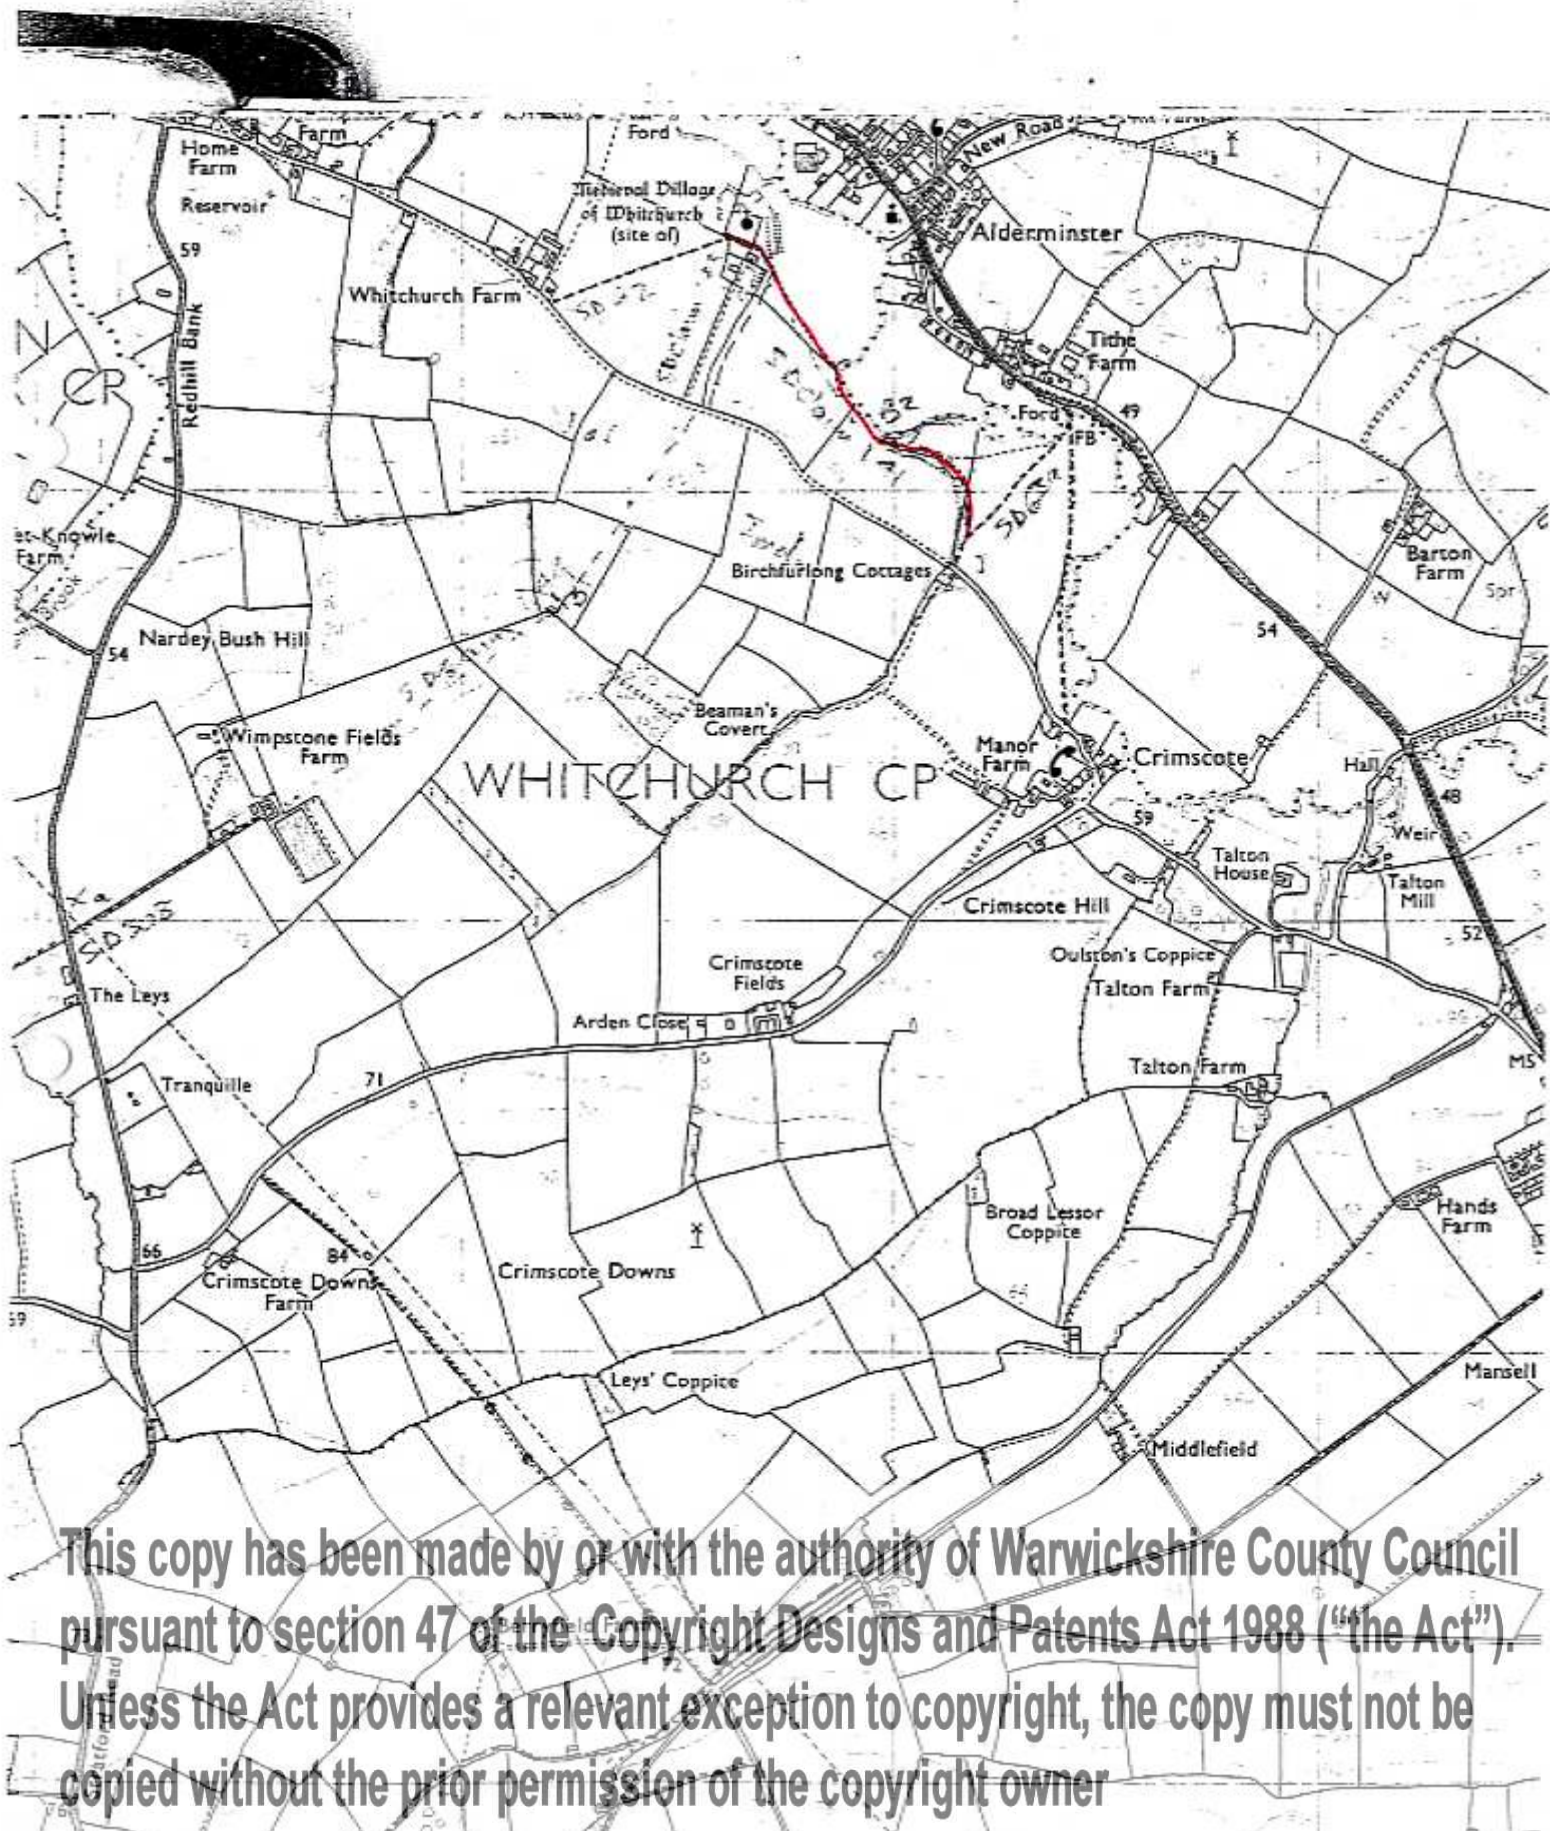 Farm
Ford
New Road
Home
Farm
Reservoir
Medieval Village
of Whitchurch
(site of)
Alderminster
59
Whitchurch Farm
N
CR
Redhill Bank
Tithe
Farm
49
Ford
FB
Barton
Farm
Birchfurlong Cottages
et-Knowle
Farm
Brook
Spr
W
54
Nardey Bush Hill
54
Beaman's
Covert
Wimpstone Fields
Farm
Manor
Farm
Crimscote
Hall
WHITCHURCH CP
48
59
Weir
Talton
House
Talton
Mill
Crimscote Hill
52
Oulston's Coppice
Crimscote
Fields
Talton Farm
The Leys
Arden Close
MS
Talton Farm
Tranquille
71
Broad Lessor
Coppice
Hands
Farm
66
84
Crimscote Downs
Crimscote Downs
Farm
59
Leys' Coppice
Mansell
Middlefield
This copy has been made by or with the authority of Warwickshire County Council
pursuant to section 47 of the Copyright Designs and Patents Act 1988 (“the Act”).
Unless the Act provides a relevant exception to copyright, the copy must not be
copied without the prior permission of the copyright owner